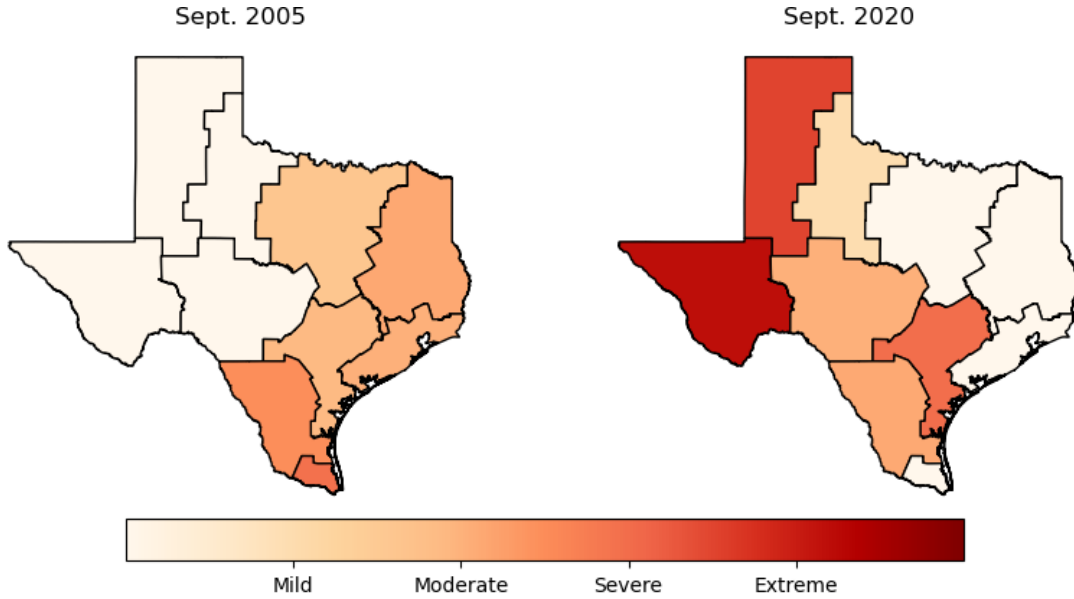 Sept. 2005
Sept. 2020
Mild
Moderate
Severe
Extreme